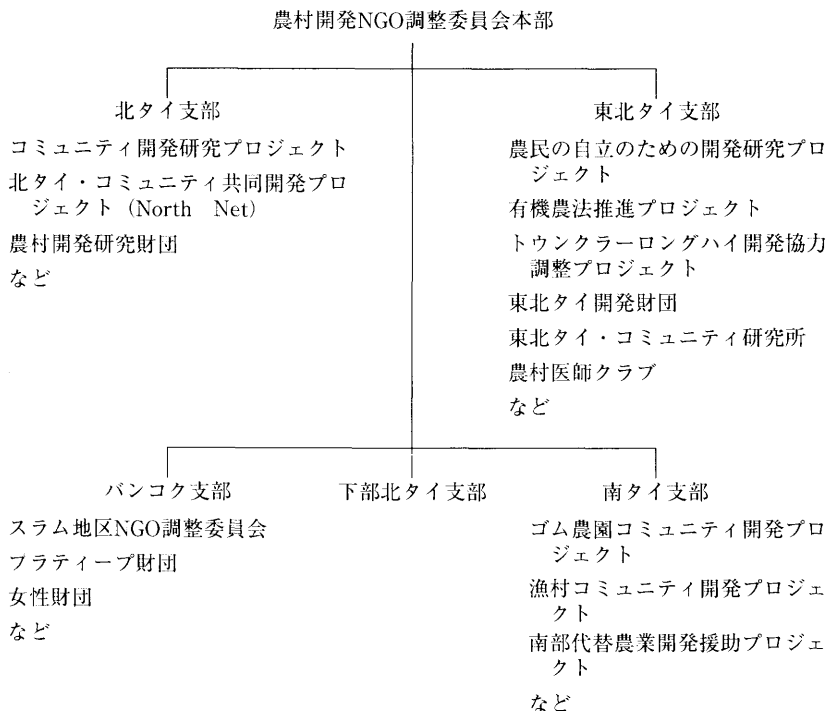 農村開発NGO調整委員会本部
北タイ支部
コミュニティ開発研究プロジェクト
北タイ・コミュニティ共同開発プロ
ジェクト (North Net)
農村開発研究財団
など
東北タイ支部
農民の自立のための開発研究プロ
ジェクト
有機農法推進プロジェクト
トウンクラーロングハイ開発協力
調整プロジェクト
東北タイ開発財団
東北タイ・コミュニティ研究所
農村医師クラブ
など
バンコク支部
スラム地区NGO調整委員会
プラティープ財団
女性財団
など
下部北タイ支部
南タイ支部
ゴム農園コミュニティ開発プロ
ジェクト
漁村コミュニティ開発プロジェ
クト
南部代替農業開発援助プロジェ
クト
など